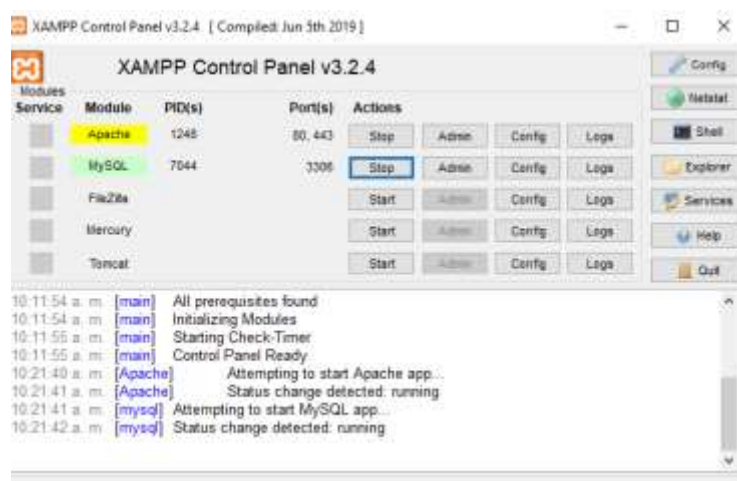 XAMPP Control Panel v3.2.4 [ Compiled: Jun 5th 2019 ]
XAMPP Control Panel v3.2.4
Config
Modules
Service Module PID(s) Port(s) Actions
Netstat
Apache 1248 80, 443 Stop Admin Config Logs
Shell
MySQL 7044 3306 Stop Admin Config Logs
Explorer
FileZilla Start Admin Config Logs
Services
Mercury Start Admin Config Logs
Help
Tomcat Start Admin Config Logs
Quit
10:11:54 a. m. [main] All prerequisites found
10:11:54 a. m. [main] Initializing Modules
10:11:55 a. m. [main] Starting Check-Timer
10:11:55 a. m. [main] Control Panel Ready
10:21:40 a. m. [Apache] Attempting to start Apache app...
10:21:41 a. m. [Apache] Status change detected: running
10:21:41 a. m. [mysql] Attempting to start MySQL app...
10:21:42 a. m. [mysql] Status change detected: running